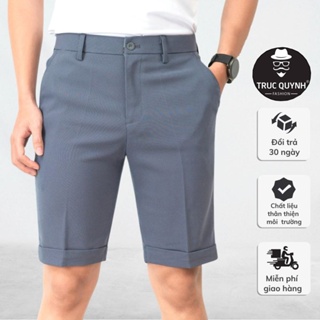 TRUC QUYNH
FASHION
Đổi trả
30 ngày
Chất liệu
thân thiện
môi trường
Miễn phí
giao hàng